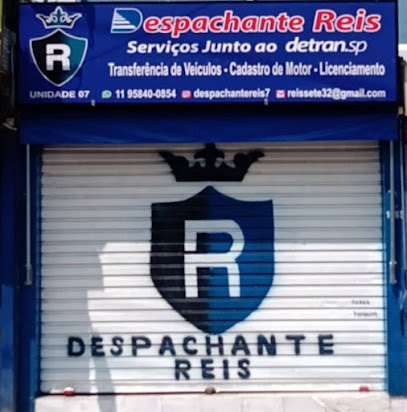 R
Despachante Reis
Serviços Junto ao detran.sp
Transferência de Veículos - Cadastro de Motor - Licenciamento
UNIDADE 07 11 95840-0854 despachantereis7 reissete32@gmail.com
R
DESPACHANTE
REIS